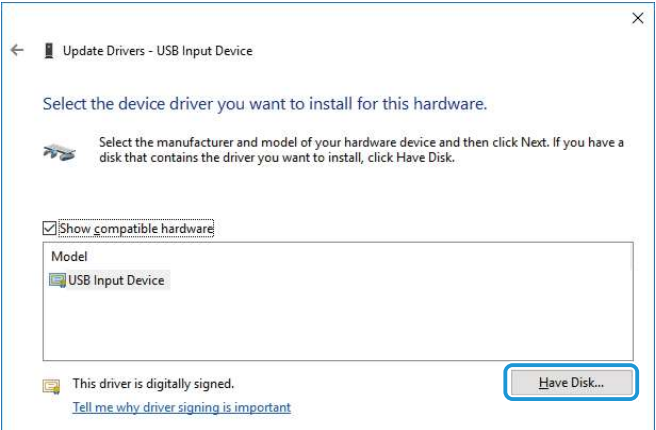 Update Drivers - USB Input Device
Select the device driver you want to install for this hardware.
Select the manufacturer and model of your hardware device and then click Next. If you have a
disk that contains the driver you want to install, click Have Disk.
Show compatible hardware
Model
USB Input Device
This driver is digitally signed.
Have Disk...
Tell me why driver signing is important